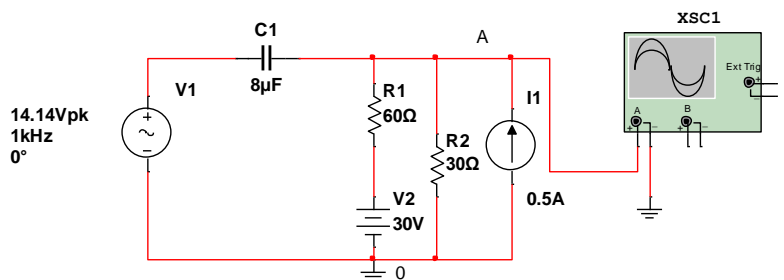 XSC1
Ext Trig
+
−
A
B
+
−
+
−
C1
8µF
A
V1
14.14Vpk
1kHz
0°
R1
60Ω
I1
R2
30Ω
V2
30V
0.5A
0